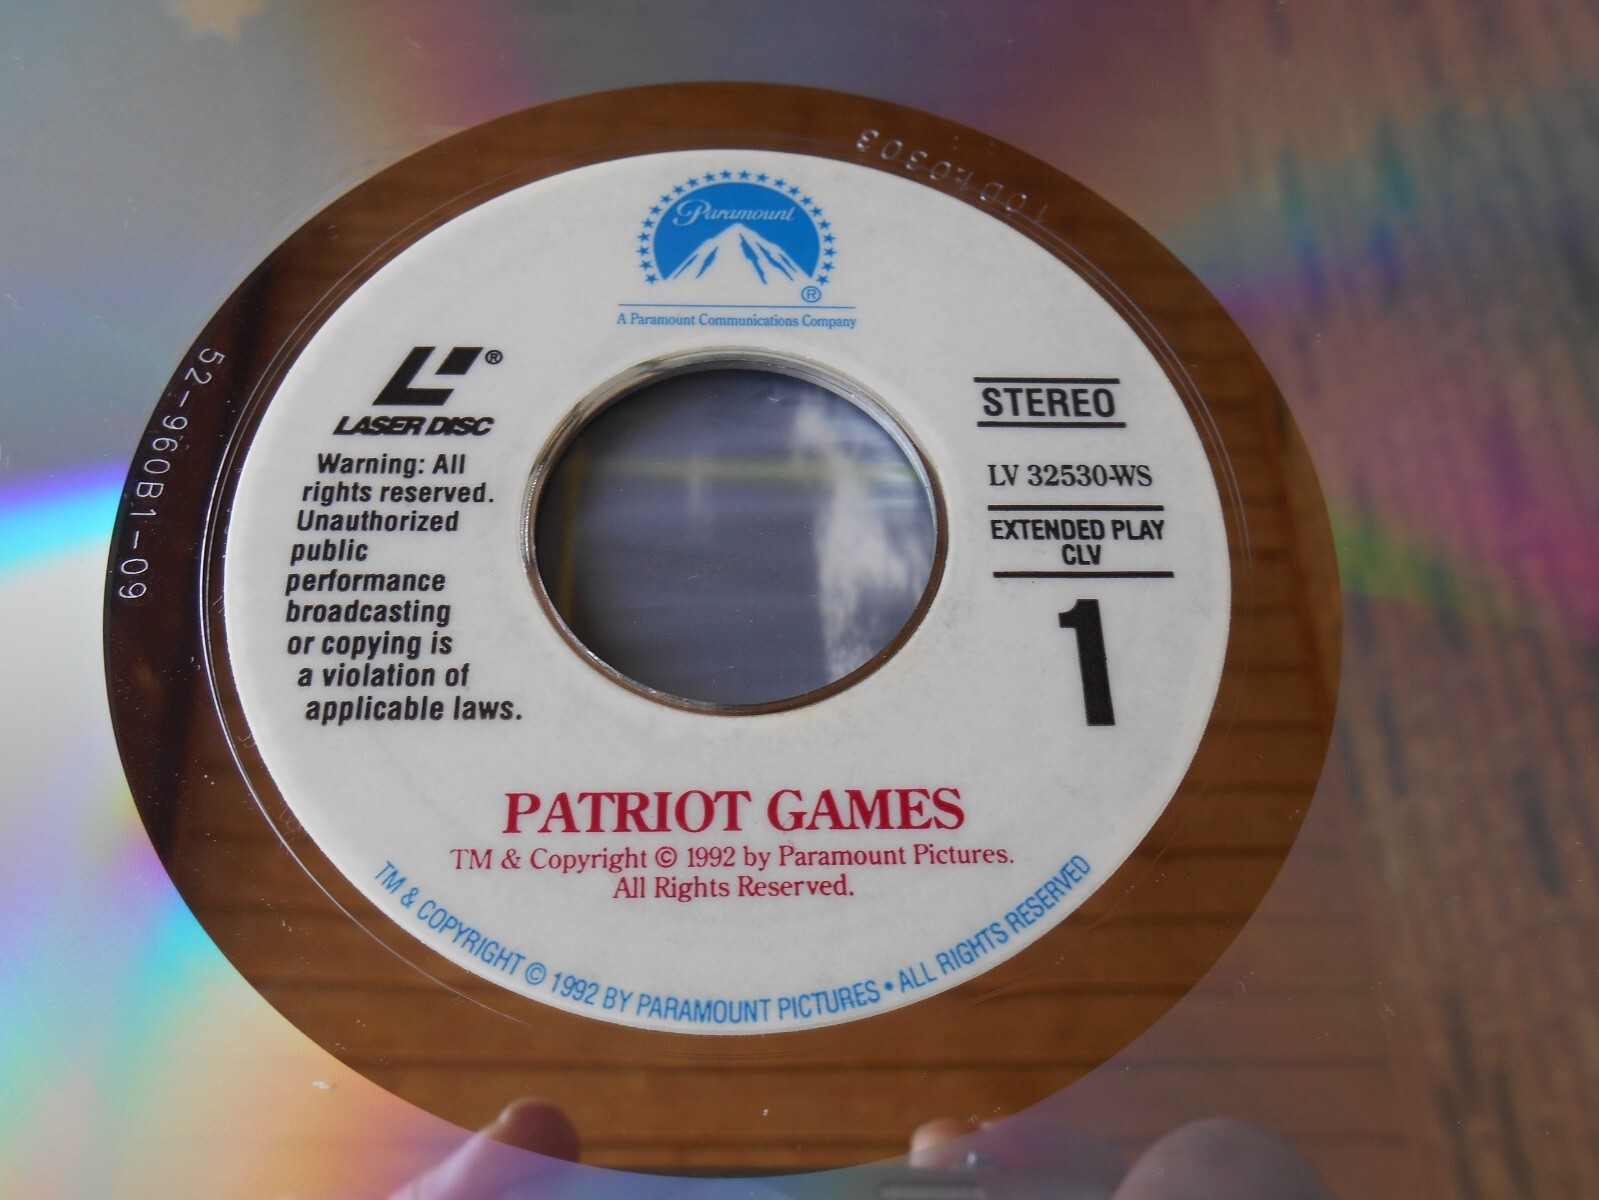 Paramount
®
A Paramount Communications Company
®
LASER DISC
Warning: All
rights reserved.
Unauthorized
public
performance
broadcasting
or copying is
a violation of
applicable laws.
STEREO
LV 32530-WS
EXTENDED PLAY
CLV
1
PATRIOT GAMES
TM & Copyright © 1992 by Paramount Pictures.
All Rights Reserved.
TM & COPYRIGHT © 1992 BY PARAMOUNT PICTURES • ALL RIGHTS RESERVED
52-960B1-09